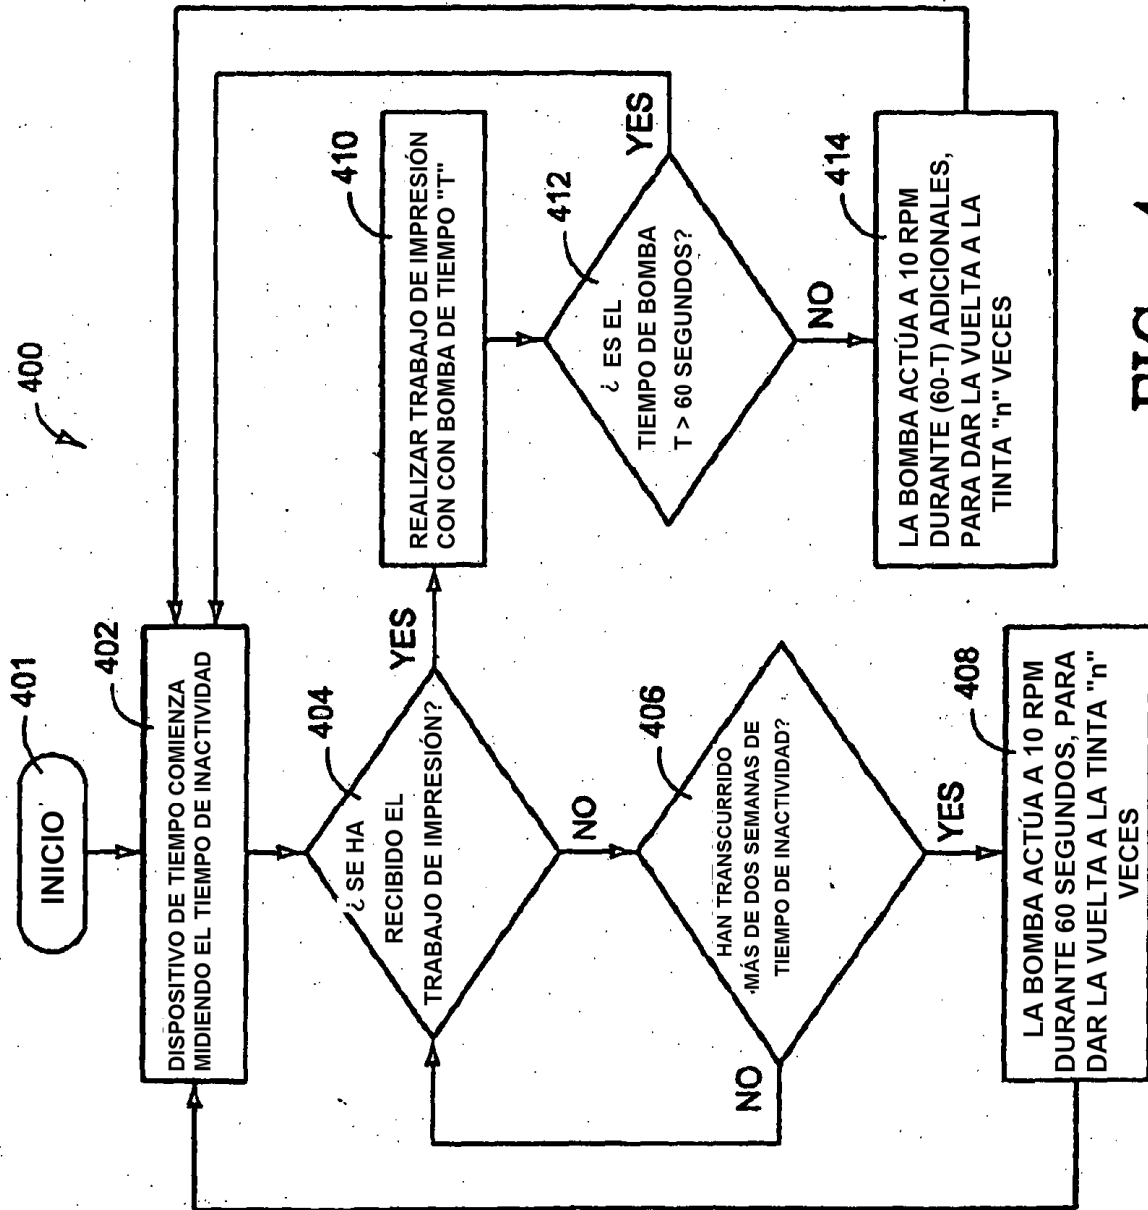 400
401
INICIO
402
DISPOSITIVO DE TIEMPO COMIENZA
MIDIENDO EL TIEMPO DE INACTIVIDAD
404
¿ SE HA
RECIBIDO EL
TRABAJO DE IMPRESIÓN?
YES
NO
406
HAN TRANSCURRIDO
MÁS DE DOS SEMANAS DE
TIEMPO DE INACTIVIDAD?
NO
YES
408
LA BOMBA ACTÚA A 10 RPM
DURANTE 60 SEGUNDOS, PARA
DAR LA VUELTA A LA TINTA "n"
VECES
410
REALIZAR TRABAJO DE IMPRESIÓN
CON CON BOMBA DE TIEMPO "T"
412
¿ ES EL
TIEMPO DE BOMBA
T > 60 SEGUNDOS?
YES
NO
414
LA BOMBA ACTÚA A 10 RPM
DURANTE (60-T) ADICIONALES,
PARA DAR LA VUELTA A LA
TINTA "n" VECES